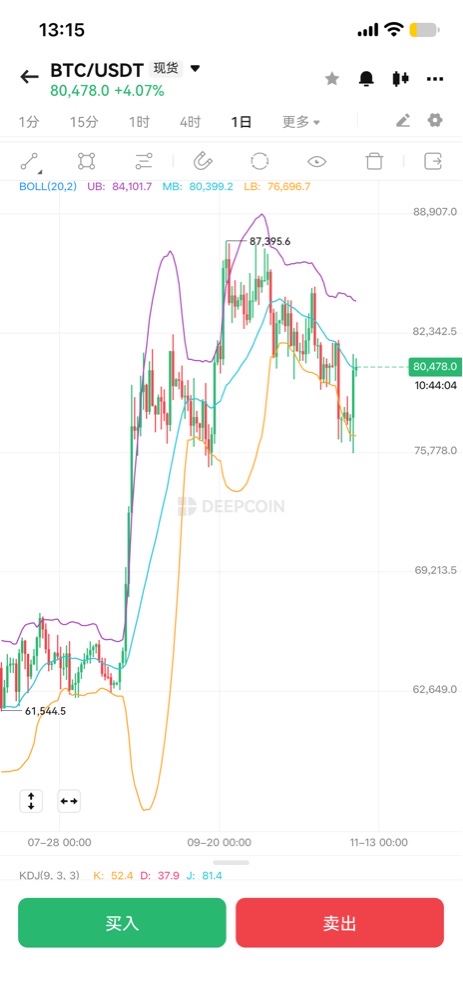 13:15
BTC/USDT 现货
80,478.0 +4.07%
1分 15分 1时 4时 1日 更多
BOLL(20,2) UB: 84,101.7 MB: 80,399.2 LB: 76,696.7
88,907.0
87,395.6
82,342.5
80,478.0
10:44:04
75,778.0
DEEPCOIN
69,213.5
62,649.0
61,544.5
07-28 00:00 09-20 00:00 11-13 00:00
KDJ(9, 3, 3) K: 52.4 D: 37.9 J: 81.4
买入 卖出